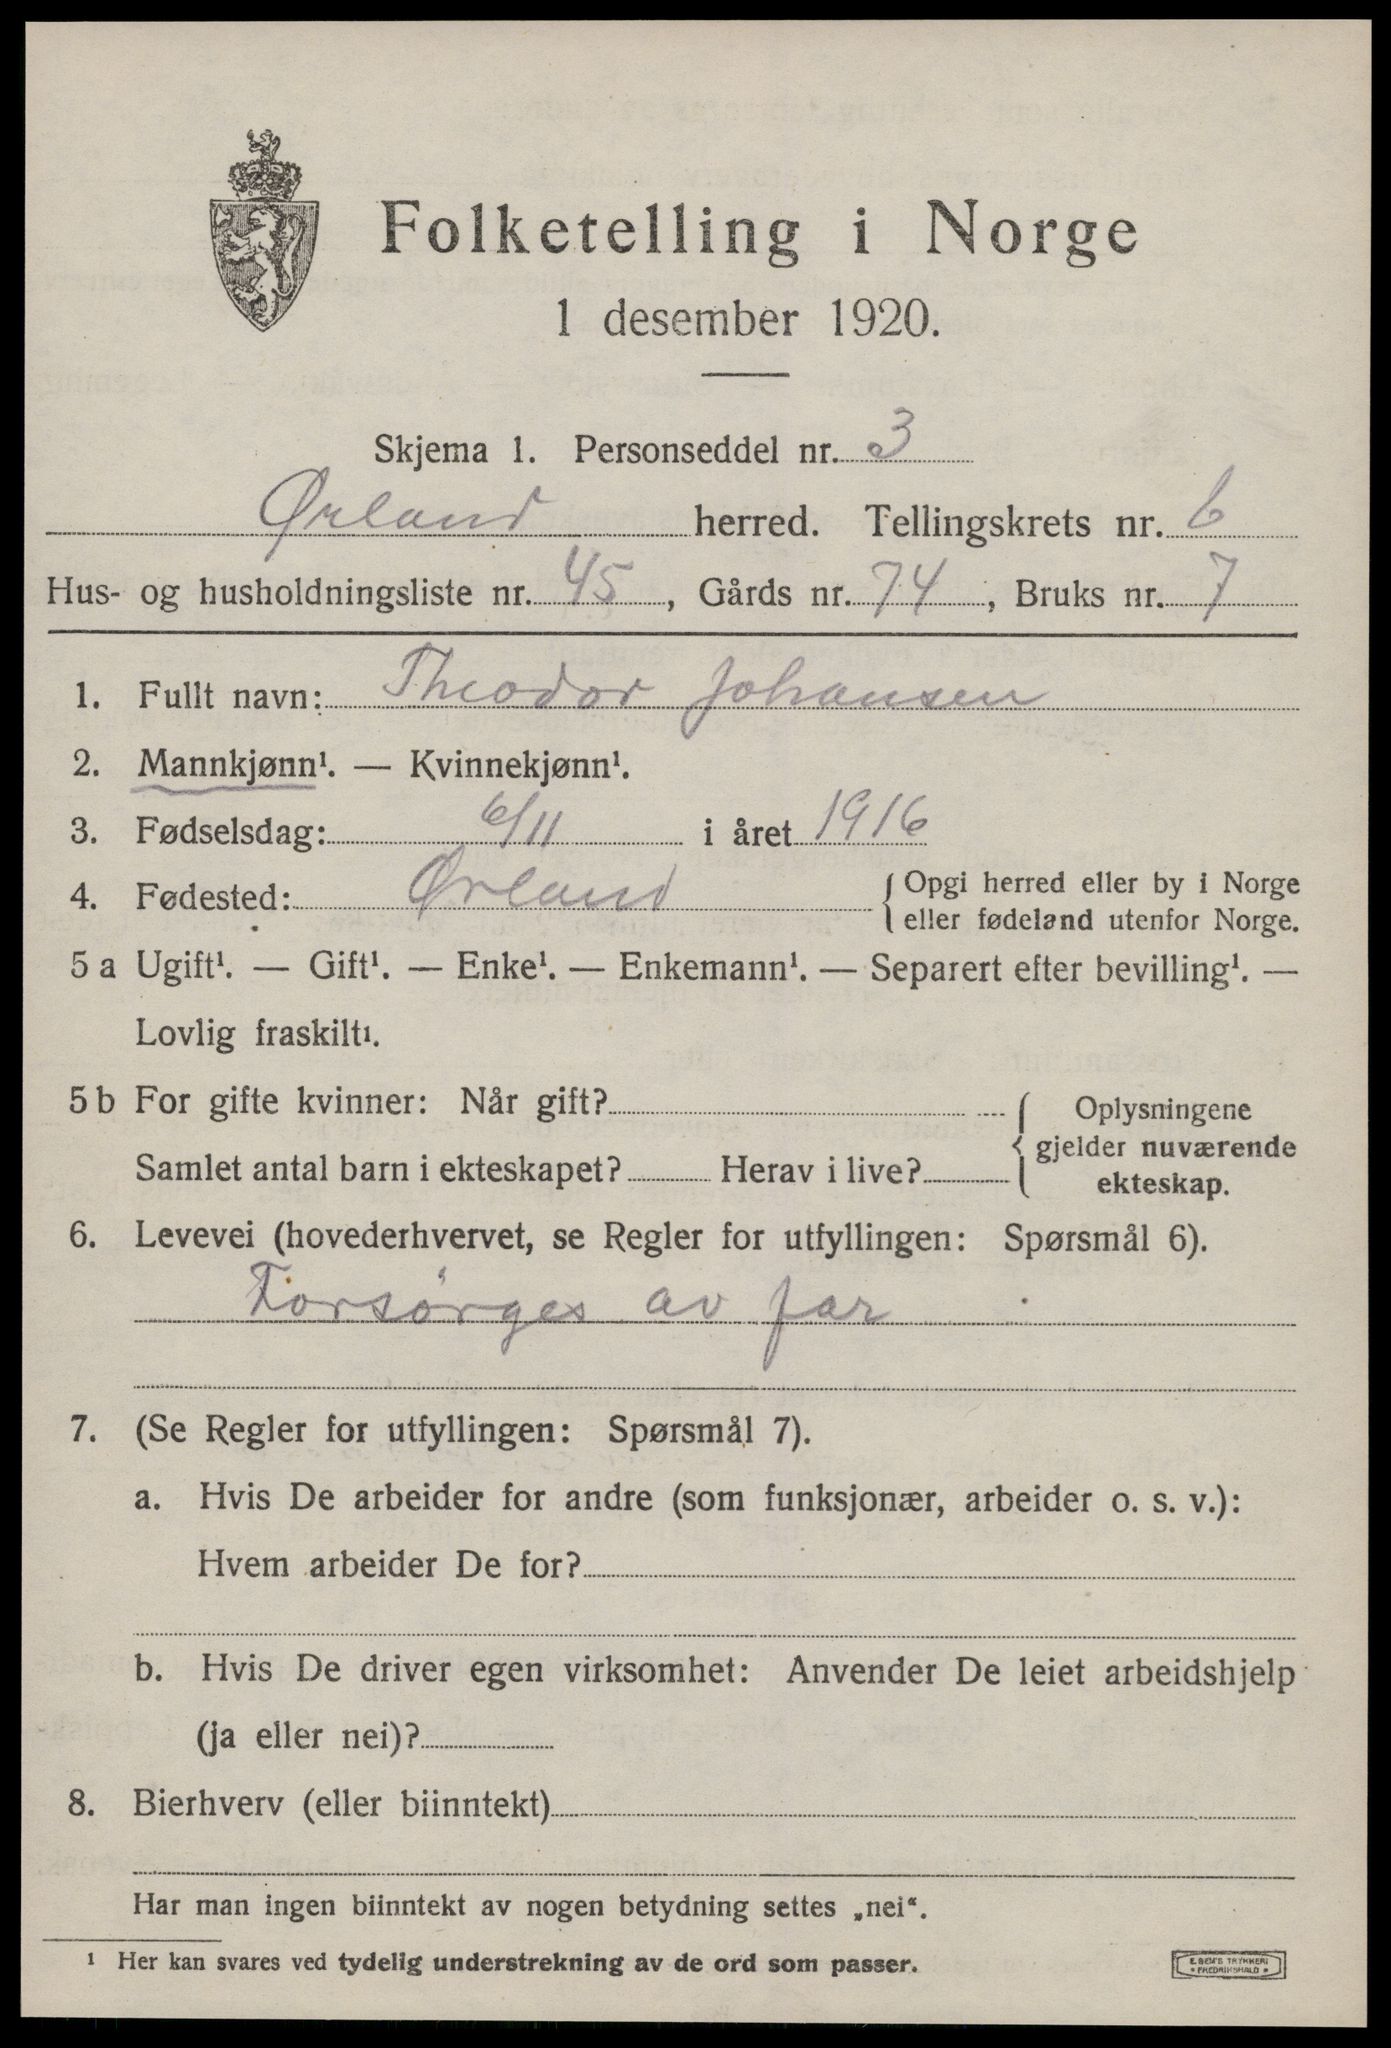 Folketelling i Norge
1 desember 1920.
Skjema 1. Personseddel nr. 3
Ørland herred. Tellingskrets nr. 6
Hus- og husholdningsliste nr. 45, Gårds nr. 74, Bruks nr. 7
1. Fullt navn: Theodor Johansen
2. Mannkjønn¹. — Kvinnekjønn¹.
3. Fødselsdag: 6/11 i året 1916
4. Fødested: Ørland { Opgi herred eller by i Norge
eller fødeland utenfor Norge.
5 a Ugift¹. — Gift¹. — Enke¹. — Enkemann¹. — Separert efter bevilling¹. —
Lovlig fraskilt¹.
5 b For gifte kvinner: Når gift? { Oplysningene
gjelder nuværende
Samlet antal barn i ekteskapet? Herav i live? ekteskap.
6. Levevei (hovederhvervet, se Regler for utfyllingen: Spørsmål 6).
Forsørges av far
7. (Se Regler for utfyllingen: Spørsmål 7).
a. Hvis De arbeider for andre (som funksjonær, arbeider o. s. v.):
Hvem arbeider De for?
b. Hvis De driver egen virksomhet: Anvender De leiet arbeidshjelp
(ja eller nei)?
8. Bierhverv (eller biinntekt)
Har man ingen biinntekt av nogen betydning settes „nei“.
¹ Her kan svares ved tydelig understrekning av de ord som passer.
E. SEM'S TRYKKERI
* FREDRIKSHALD *